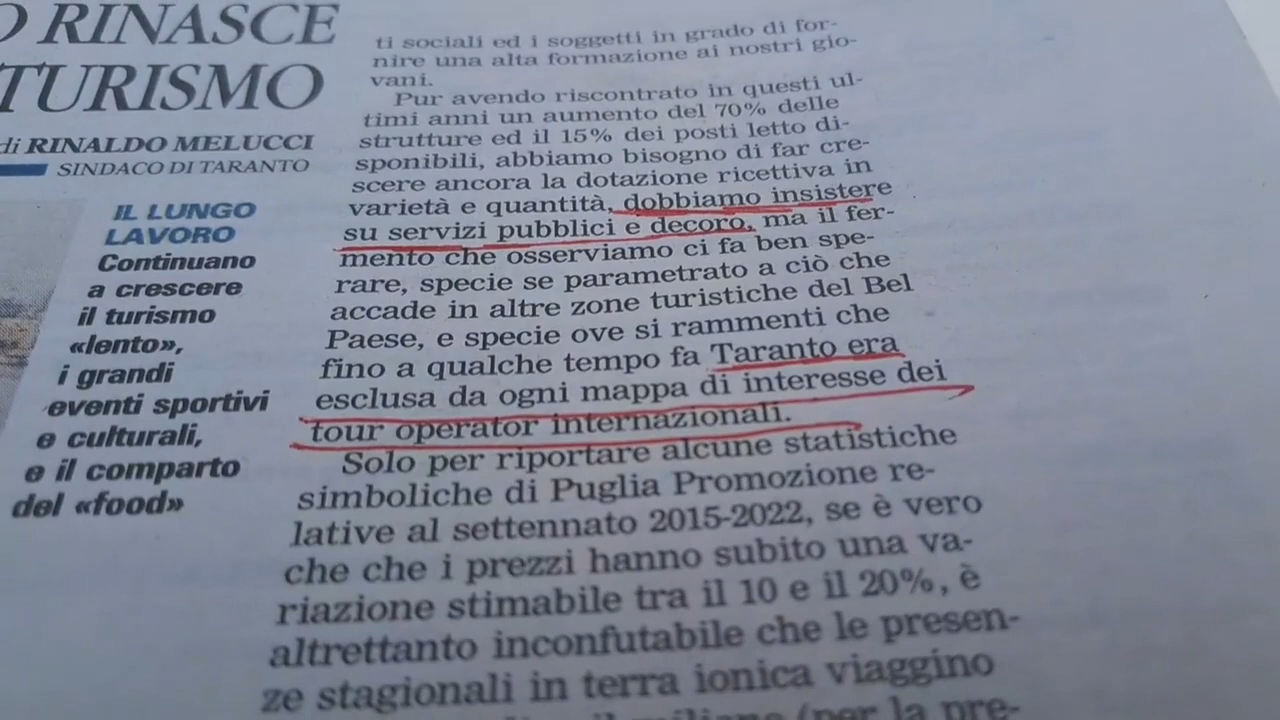 O RINASCE
TURISMO
di RINALDO MELUCCI
SINDACO DI TARANTO
IL LUNGO
LAVORO
Continuano
a crescere
il turismo
«lento»,
i grandi
eventi sportivi
e culturali,
e il comparto
del «food»
ti sociali ed i soggetti in grado di for-
nire una alta formazione ai nostri gio-
vani.
Pur avendo riscontrato in questi ul-
timi anni un aumento del 70% delle
strutture ed il 15% dei posti letto di-
sponibili, abbiamo bisogno di far cre-
scere ancora la dotazione ricettiva in
varietà e quantità, dobbiamo insistere
su servizi pubblici e decoro, ma il fer-
mento che osserviamo ci fa ben spe-
rare, specie se parametrato a ciò che
accade in altre zone turistiche del Bel
Paese, e specie ove si rammenti che
fino a qualche tempo fa Taranto era
esclusa da ogni mappa di interesse dei
tour operator internazionali.
Solo per riportare alcune statistiche
simboliche di Puglia Promozione re-
lative al settennato 2015-2022, se è vero
che che i prezzi hanno subito una va-
riazione stimabile tra il 10 e il 20%, è
altrettanto inconfutabile che le presen-
ze stagionali in terra ionica viaggino
(per la pre-